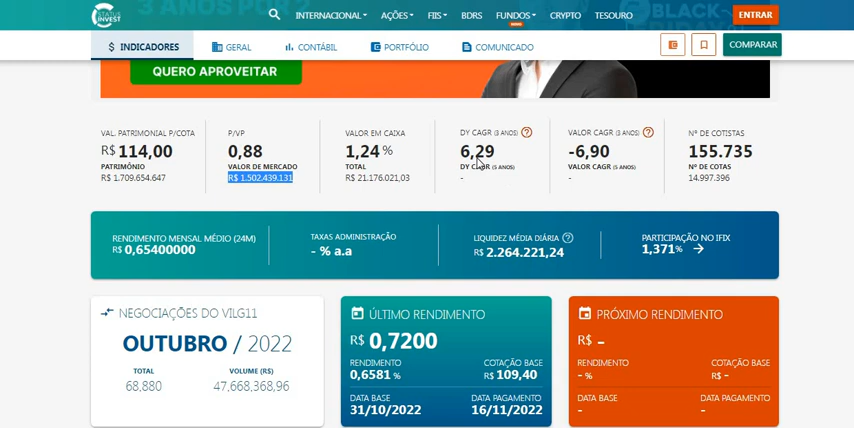 3 ANOS POR 2
STATUS INVEST
INTERNACIONAL AÇÕES FIIS BDRS FUNDOS CRYPTO TESOURO ENTRAR
$ INDICADORES GERAL CONTÁBIL PORTFÓLIO COMUNICADO COMPARAR
QUERO APROVEITAR
VAL. PATRIMONIAL P/COTA P/VP VALOR EM CAIXA DY CAGR (3 ANOS) ? VALOR CAGR (3 ANOS) ? Nº DE COTISTAS
R$ 114,00 0,88 1,24 % 6,29 -6,90 155.735
PATRIMÔNIO VALOR DE MERCADO TOTAL DY CAGR (5 ANOS) VALOR CAGR (5 ANOS) Nº DE COTAS
R$ 1.709.654.647 R$ 1.502.439.131 R$ 21.176.021,03 - - 14.997.396
RENDIMENTO MENSAL MÉDIO (24M) TAXAS ADMINISTRAÇÃO LIQUIDEZ MÉDIA DIÁRIA ? PARTICIPAÇÃO NO IFIX
R$ 0,65400000 - % a.a R$ 2.264.221,24 1,371%
NEGOCIAÇÕES DO VILG11
OUTUBRO / 2022
TOTAL VOLUME (R$)
68,880 47,668,368,96
ÚLTIMO RENDIMENTO
R$ 0,7200
RENDIMENTO COTAÇÃO BASE
0,6581 % R$ 109,40
DATA BASE DATA PAGAMENTO
31/10/2022 16/11/2022
PRÓXIMO RENDIMENTO
R$ -
RENDIMENTO COTAÇÃO BASE
- % R$ -
DATA BASE DATA PAGAMENTO
- -